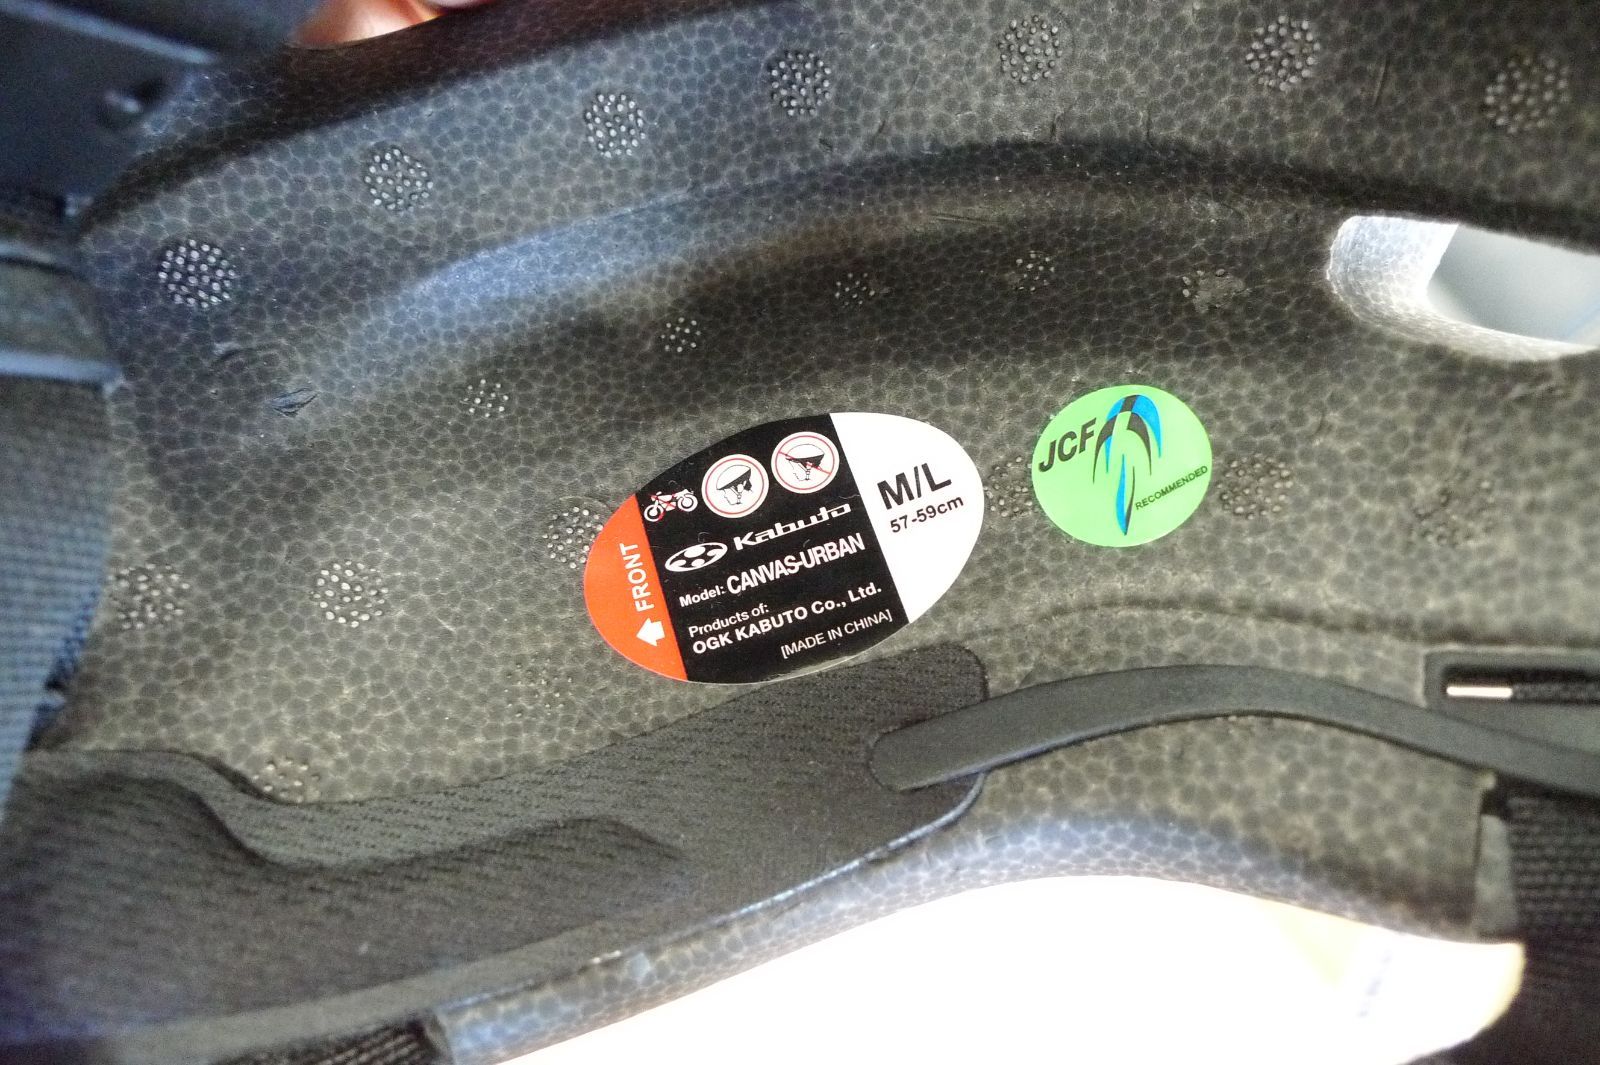 FRONT
Kabuto
Model: CANVAS-URBAN
Products of:
OGK KABUTO Co., Ltd.
[MADE IN CHINA]
M/L
57-59cm
JCF
RECOMMENDED